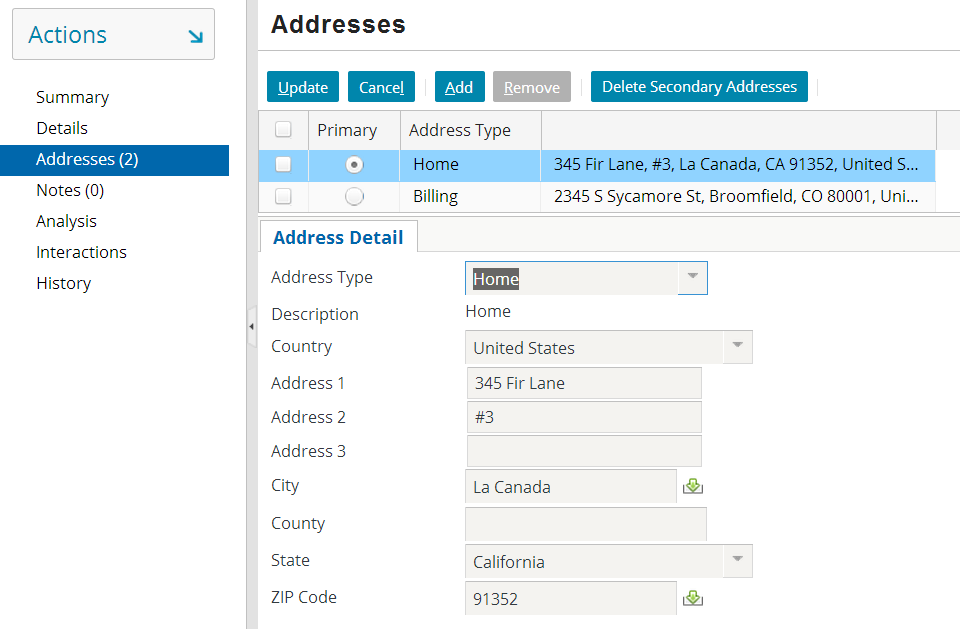 Actions
Summary
Details
Addresses (2)
Notes (0)
Analysis
Interactions
History
Addresses
Update Cancel Add Remove Delete Secondary Addresses
Primary Address Type
Home 345 Fir Lane, #3, La Canada, CA 91352, United S...
Billing 2345 S Sycamore St, Broomfield, CO 80001, Uni...
Address Detail
Address Type Home
Description Home
Country United States
Address 1 345 Fir Lane
Address 2 #3
Address 3
City La Canada
County
State California
ZIP Code 91352